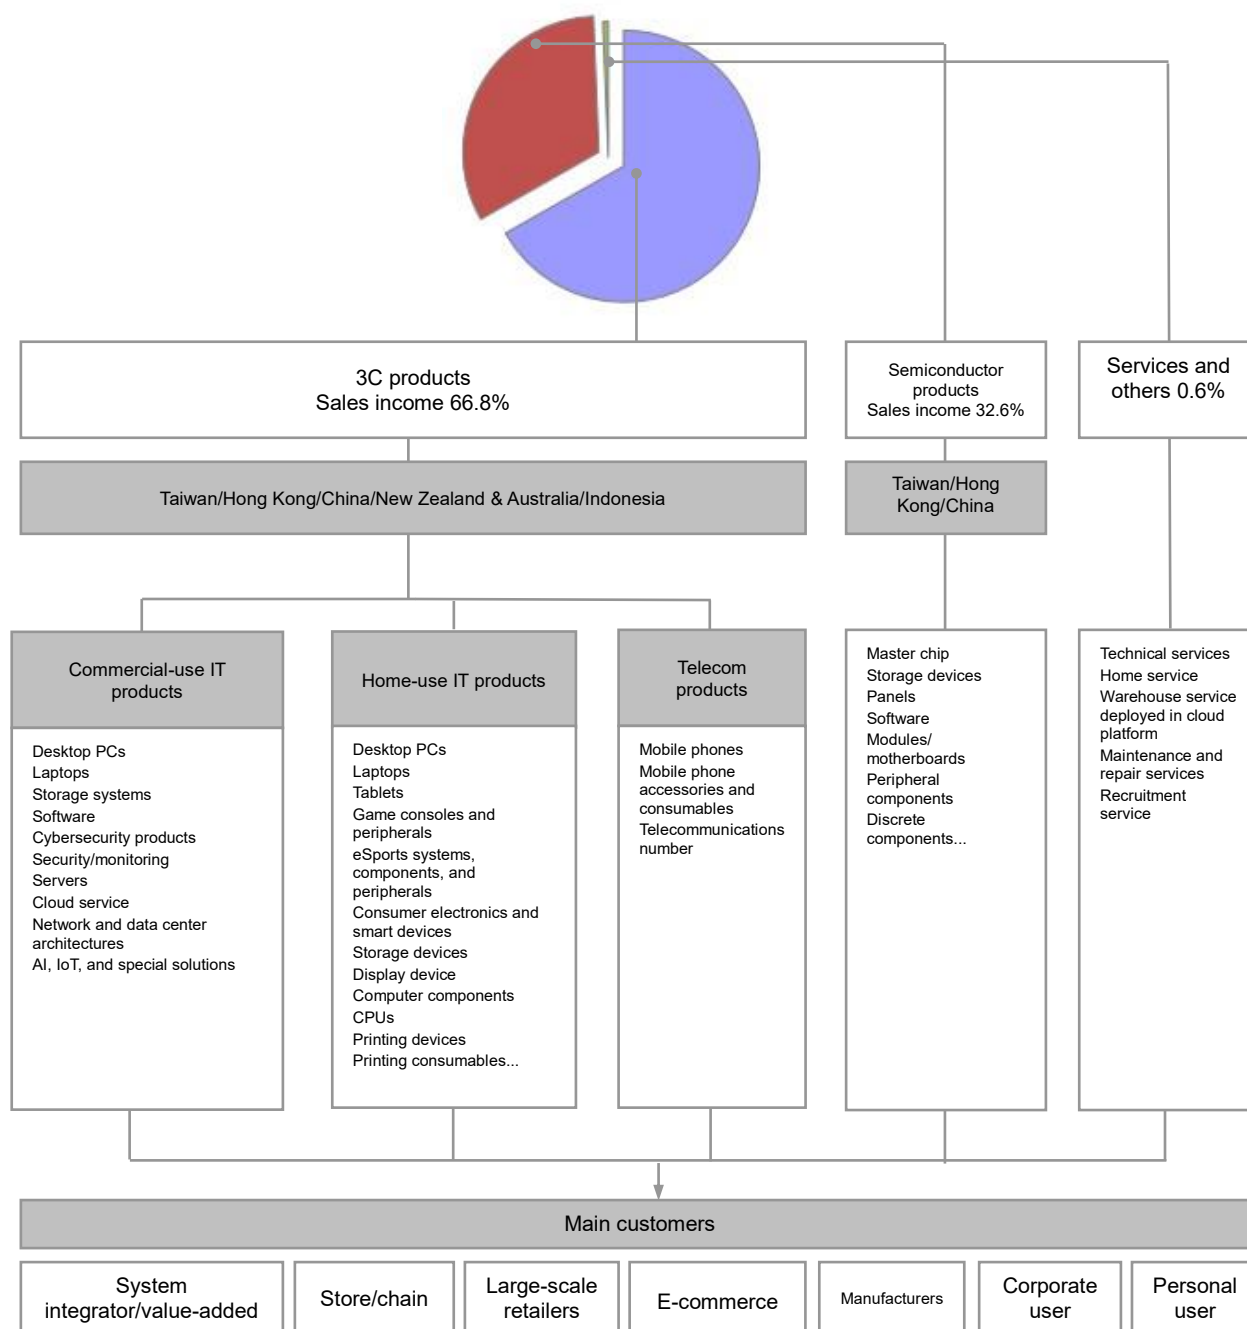 3C products
Sales income 66.8%
Semiconductor
products
Sales income 32.6%
Services and
others 0.6%
Taiwan/Hong Kong/China/New Zealand & Australia/Indonesia
Taiwan/Hong
Kong/China
Commercial-use IT
products
Desktop PCs
Laptops
Storage systems
Software
Cybersecurity products
Security/monitoring
Servers
Cloud service
Network and data center
architectures
AI, IoT, and special solutions
Home-use IT products
Desktop PCs
Laptops
Tablets
Game consoles and
peripherals
eSports systems,
components, and
peripherals
Consumer electronics and
smart devices
Storage devices
Display device
Computer components
CPUs
Printing devices
Printing consumables...
Telecom
products
Mobile phones
Mobile phone
accessories and
consumables
Telecommunications
number
Master chip
Storage devices
Panels
Software
Modules/
motherboards
Peripheral
components
Discrete
components...
Technical services
Home service
Warehouse service
deployed in cloud
platform
Maintenance and
repair services
Recruitment
service
Main customers
System
integrator/value-added
Store/chain
Large-scale
retailers
E-commerce
Manufacturers
Corporate
user
Personal
user